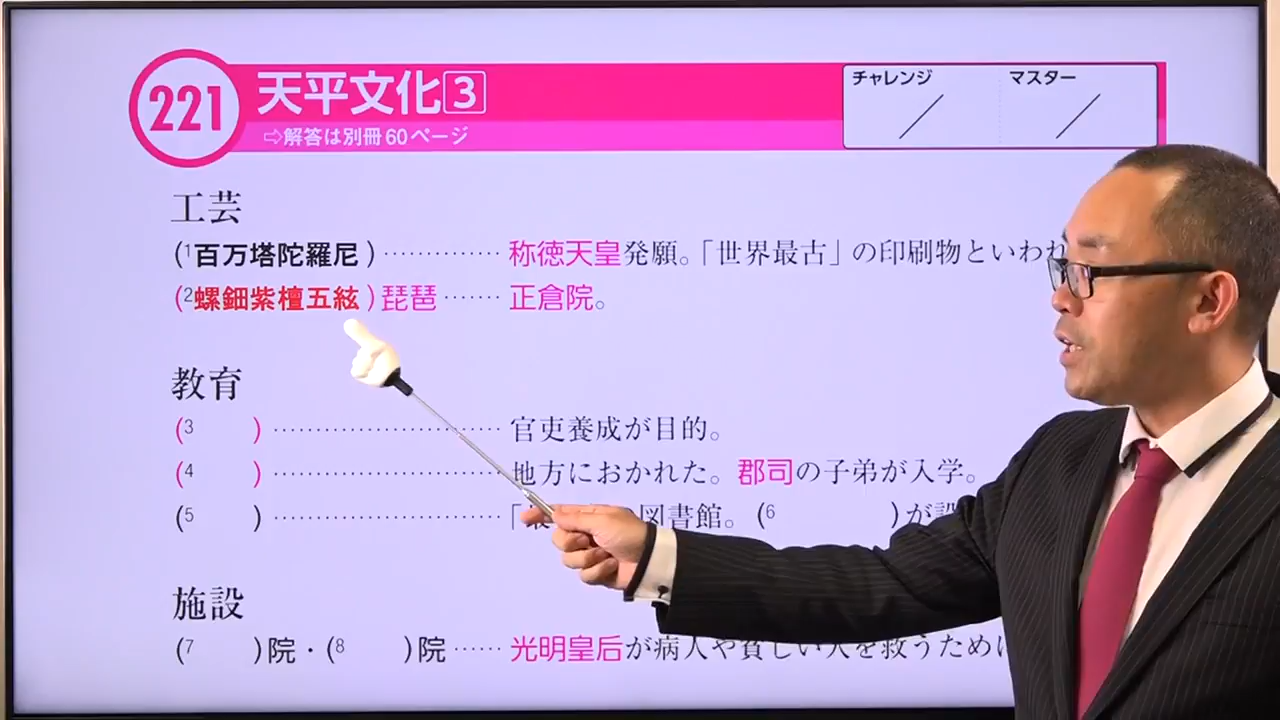 221 天平文化3
⇨解答は別冊60ページ
チャレンジ マスター
／ ／
工芸
(1百万塔陀羅尼)‥‥‥‥‥‥称徳天皇発願。「世界最古」の印刷物といわれ
(2螺鈿紫檀五絃)琵琶‥‥‥正倉院。
教育
(3 )‥‥‥‥‥‥官吏養成が目的。
(4 )‥‥‥‥‥‥地方におかれた。郡司の子弟が入学。
(5 )‥‥‥‥‥‥「 図書館。(6 )が設
施設
(7 )院・(8 )院‥‥‥光明皇后が病人や貧しい人を救うために